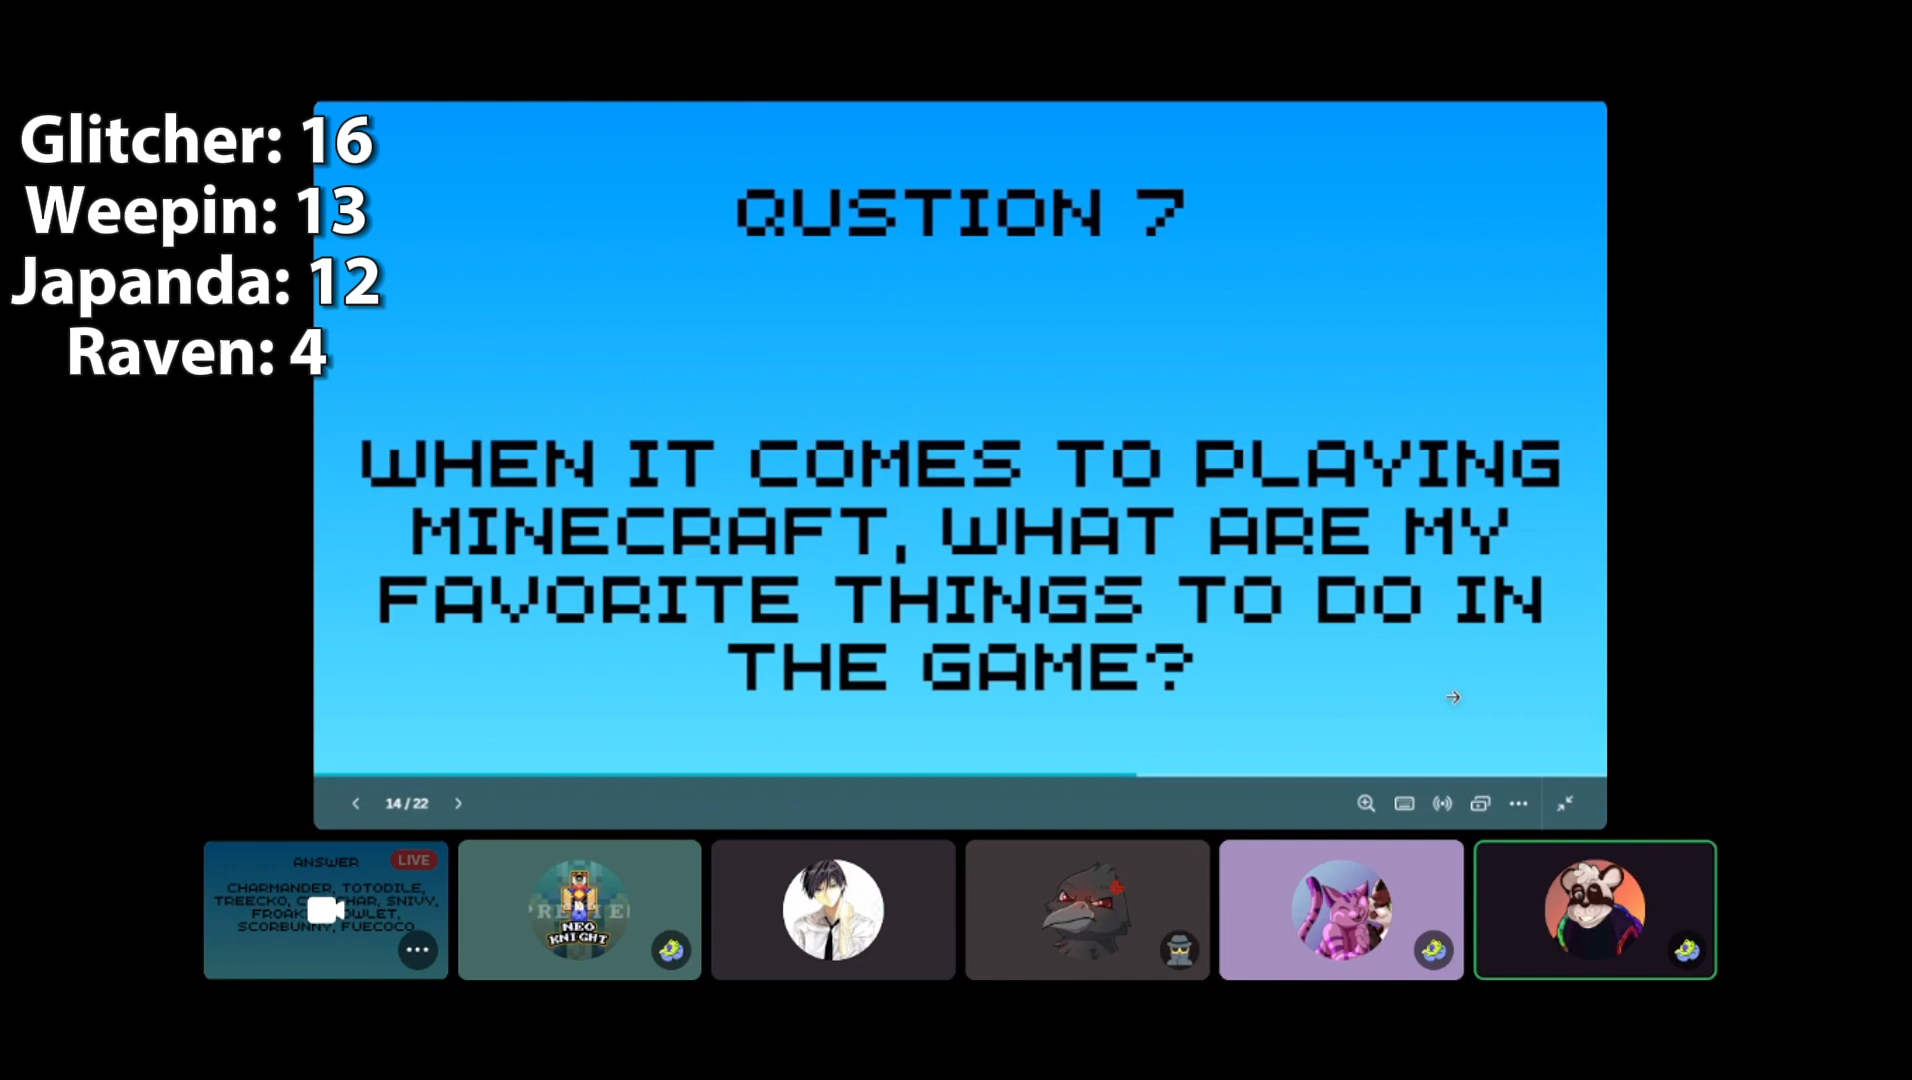 Glitcher: 16
Weepin: 13
Japanda: 12
Raven: 4
QUSTION 7
WHEN IT COMES TO PLAYING
MINECRAFT, WHAT ARE MY
FAVORITE THINGS TO DO IN
THE GAME?
14 / 22
ANSWER
LIVE
CHARMANDER, TOTODILE,
TREECKO, SNIVY,
SCORBUNNY, FUECOCO
NEO
KNIGHT